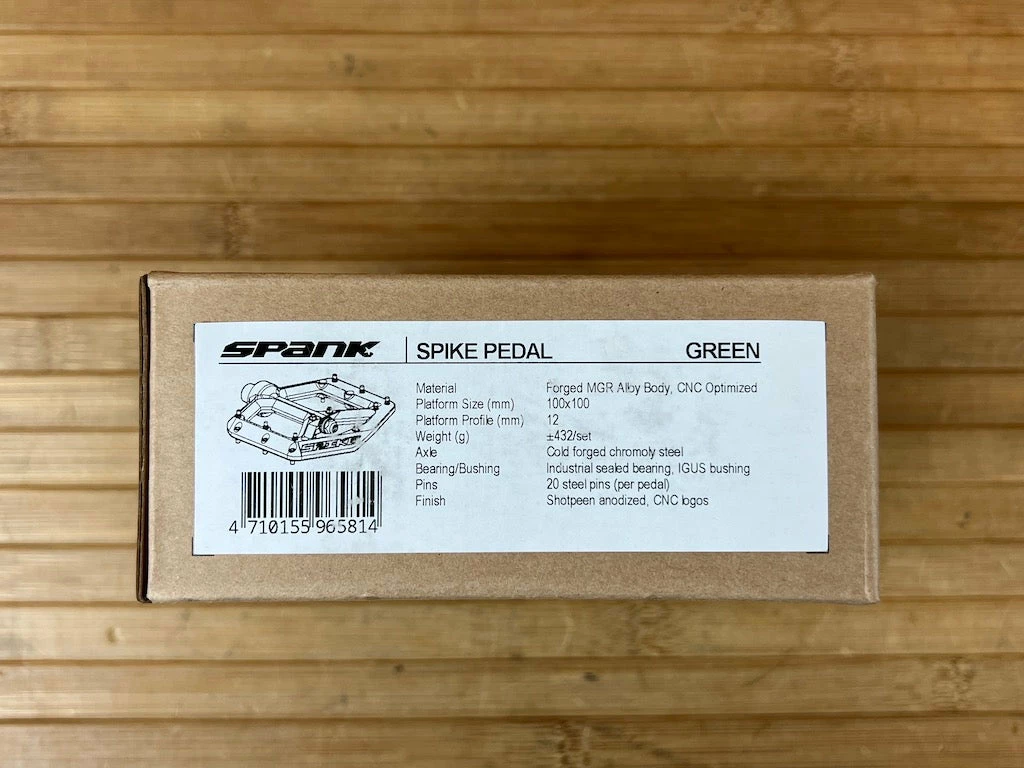 SPANK SPIKE PEDAL GREEN
Material Forged MGR Alloy Body, CNC Optimized
Platform Size (mm) 100x100
Platform Profile (mm) 12
Weight (g) ±432/set
Axle Cold forged chromoly steel
Bearing/Bushing Industrial sealed bearing, IGUS bushing
Pins 20 steel pins (per pedal)
Finish Shotpeen anodized, CNC logos
SPIKE
4 710155 965814